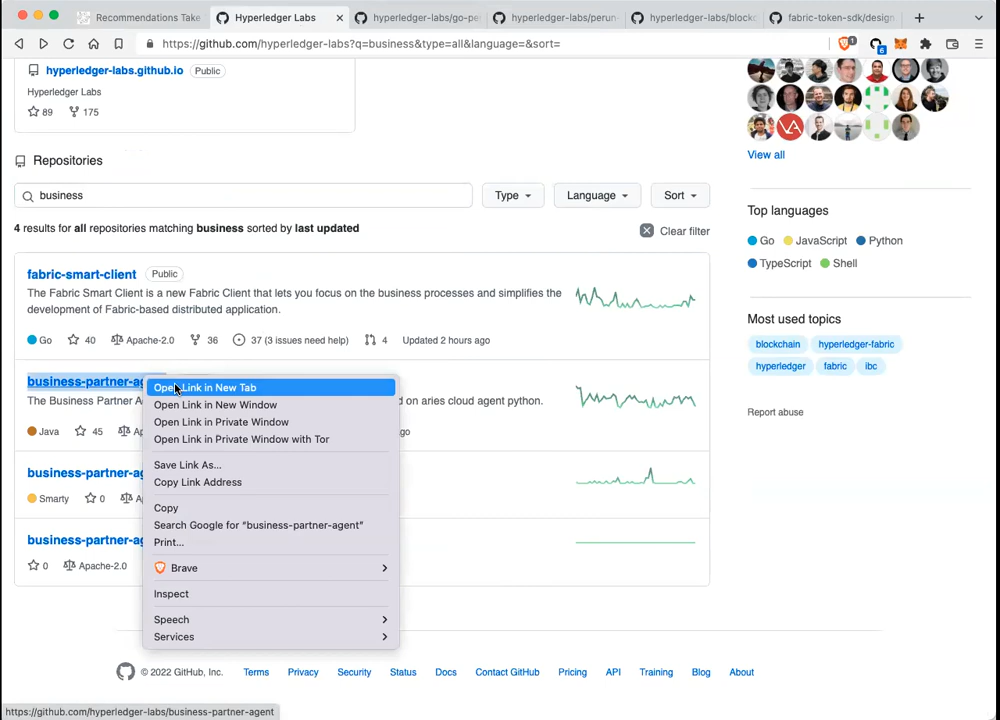 Recommendations Take
Hyperledger Labs
hyperledger-labs/go-pe
hyperledger-labs/perun
hyperledger-labs/block
fabric-token-sdk/design
https://github.com/hyperledger-labs?q=business&type=all&language=&sort=
1
6
hyperledger-labs.github.io Public
Hyperledger Labs
89 175
View all
Repositories
business
Type Language Sort
4 results for all repositories matching business sorted by last updated
Clear filter
Top languages
Go JavaScript Python
TypeScript Shell
fabric-smart-client Public
The Fabric Smart Client is a new Fabric Client that lets you focus on the business processes and simplifies the
development of Fabric-based distributed application.
Go 40 Apache-2.0 36 37 (3 issues need help) 4 Updated 2 hours ago
Most used topics
blockchain hyperledger-fabric
hyperledger fabric ibc
Report abuse
business-partner-ag
The Business Partner A
d on aries cloud agent python.
Java 45 Ap
go
business-partner-ag
Smarty 0 A
business-partner-ag
0 Apache-2.0
Open Link in New Tab
Open Link in New Window
Open Link in Private Window
Open Link in Private Window with Tor
Save Link As...
Copy Link Address
Copy
Search Google for “business-partner-agent”
Print...
Brave
Inspect
Speech
Services
© 2022 GitHub, Inc. Terms Privacy Security Status Docs Contact GitHub Pricing API Training Blog About
https://github.com/hyperledger-labs/business-partner-agent